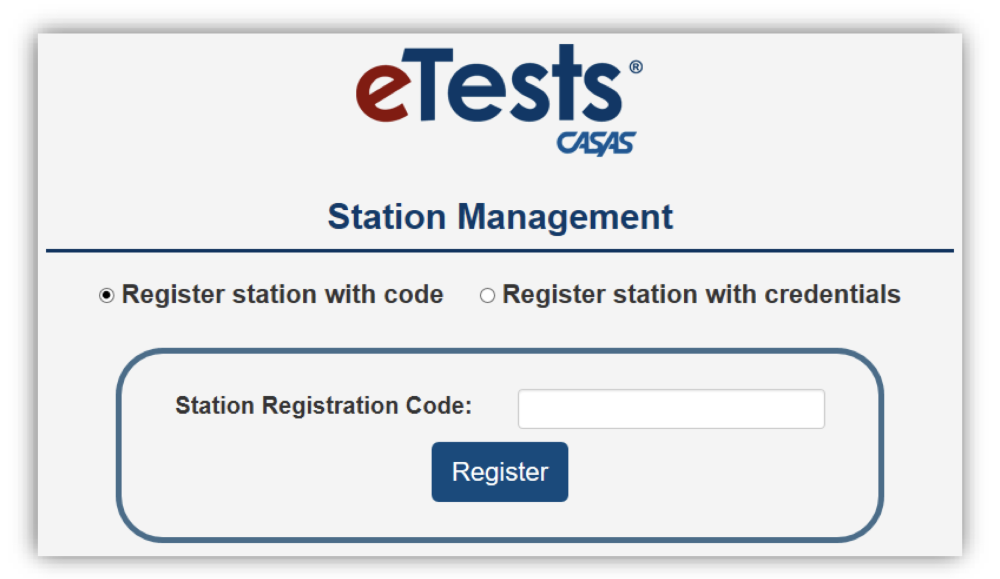 eTests®
CASAS
Station Management
Register station with code Register station with credentials
Station Registration Code:
Register